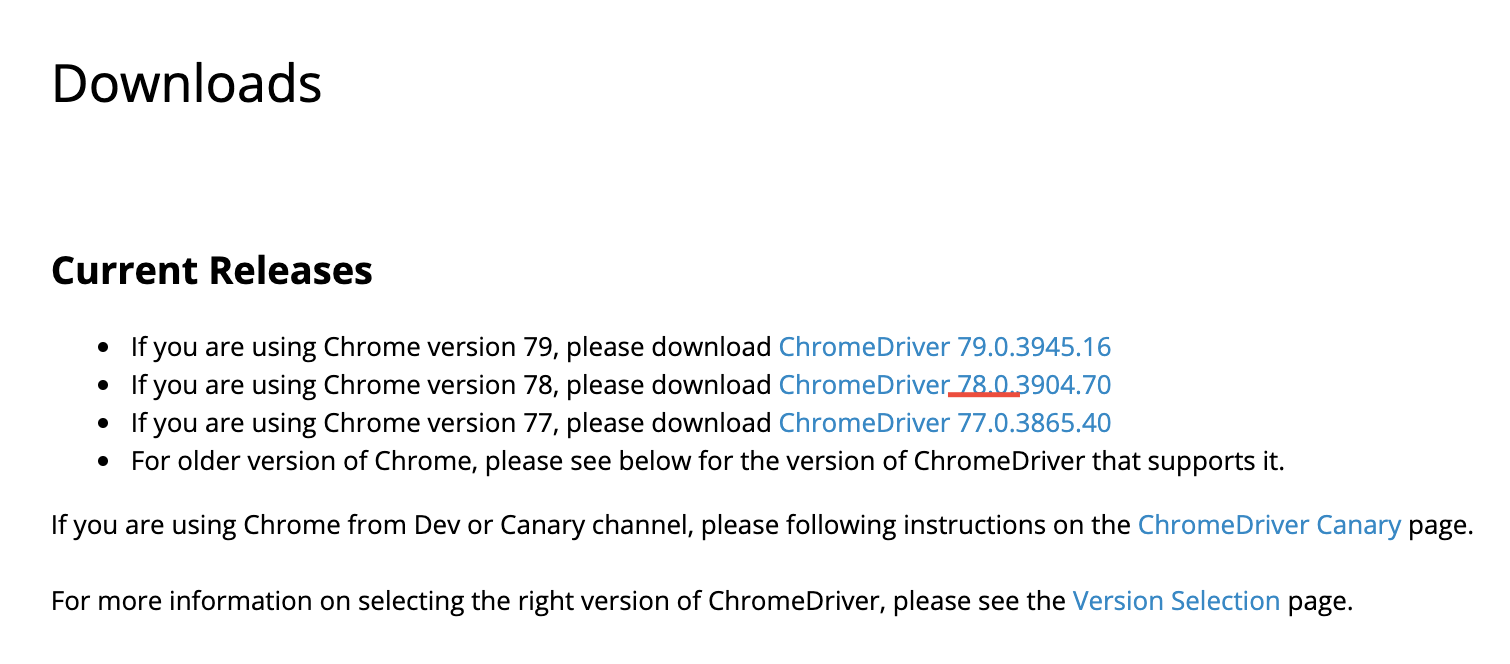 Downloads
Current Releases
If you are using Chrome version 79, please download ChromeDriver 79.0.3945.16
If you are using Chrome version 78, please download ChromeDriver 78.0.3904.70
If you are using Chrome version 77, please download ChromeDriver 77.0.3865.40
For older version of Chrome, please see below for the version of ChromeDriver that supports it.
If you are using Chrome from Dev or Canary channel, please following instructions on the ChromeDriver Canary page.
For more information on selecting the right version of ChromeDriver, please see the Version Selection page.